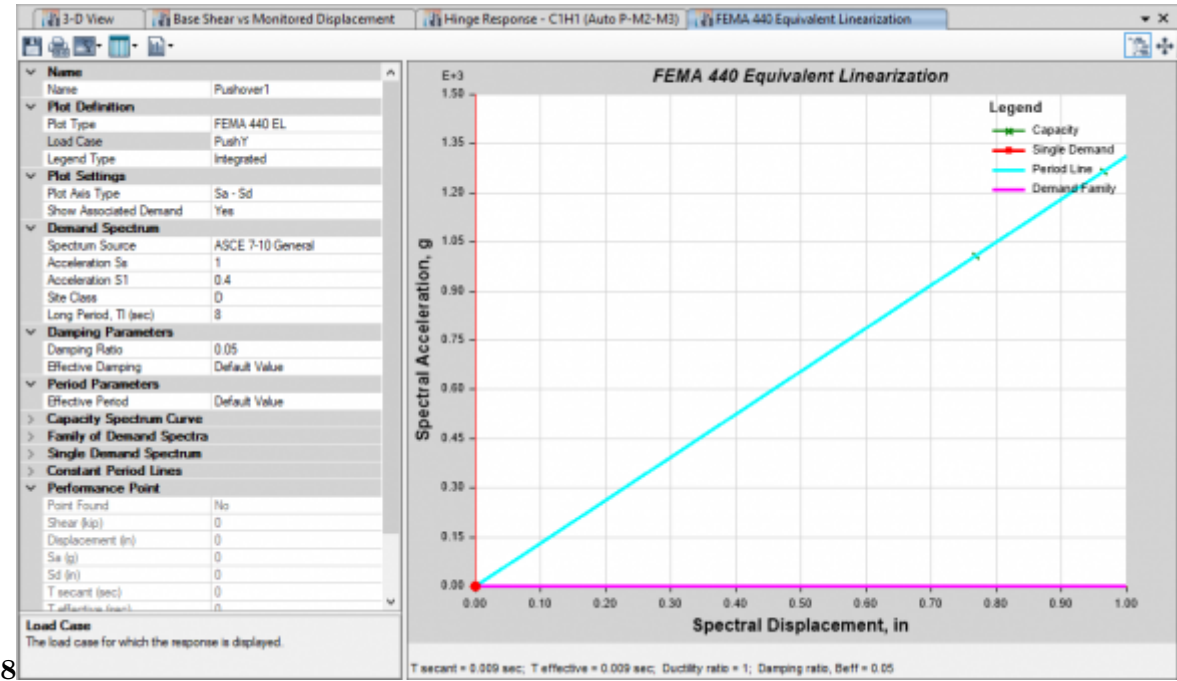 3-D View Base Shear vs Monitored Displacement Hinge Response - C1H1 (Auto P-M2-M3) FEMA 440 Equivalent Linearization
Name
Name Pushover1
Plot Definition
Plot Type FEMA 440 EL
Load Case PushY
Legend Type Integrated
Plot Settings
Plot Axis Type Sa - Sd
Show Associated Demand Yes
Demand Spectrum
Spectrum Source ASCE 7-10 General
Acceleration Ss 1
Acceleration S1 0.4
Site Class D
Long Period, Tl (sec) 8
Damping Parameters
Damping Ratio 0.05
Effective Damping Default Value
Period Parameters
Effective Period Default Value
Capacity Spectrum Curve
Family of Demand Spectra
Single Demand Spectrum
Constant Period Lines
Performance Point
Point Found No
Shear (kip) 0
Displacement (in) 0
Sa (g) 0
Sd (in) 0
T secant (sec) 0
T effective (sec) 0
Load Case
The load case for which the response is displayed.
8
FEMA 440 Equivalent Linearization
E+3
1.50
1.35
1.20
1.05
0.90
0.75
0.60
0.45
0.30
0.15
0.00
Spectral Acceleration, g
Legend
Capacity
Single Demand
Period Line
Demand Family
0.00 0.10 0.20 0.30 0.40 0.50 0.60 0.70 0.80 0.90 1.00
Spectral Displacement, in
T secant = 0.009 sec; T effective = 0.009 sec; Ductility ratio = 1; Damping ratio, Beff = 0.05